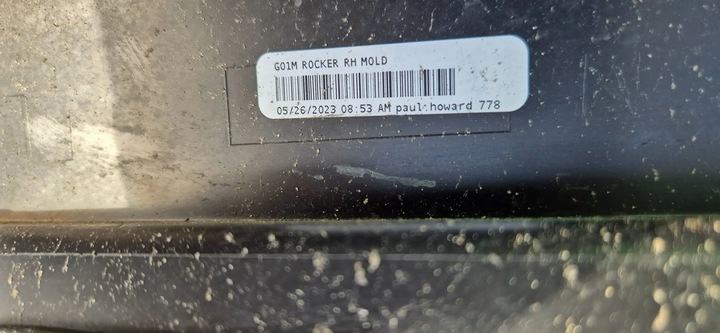 G01M ROCKER RH MOLD
05/26/2023 08:53 AM paul.howard 778